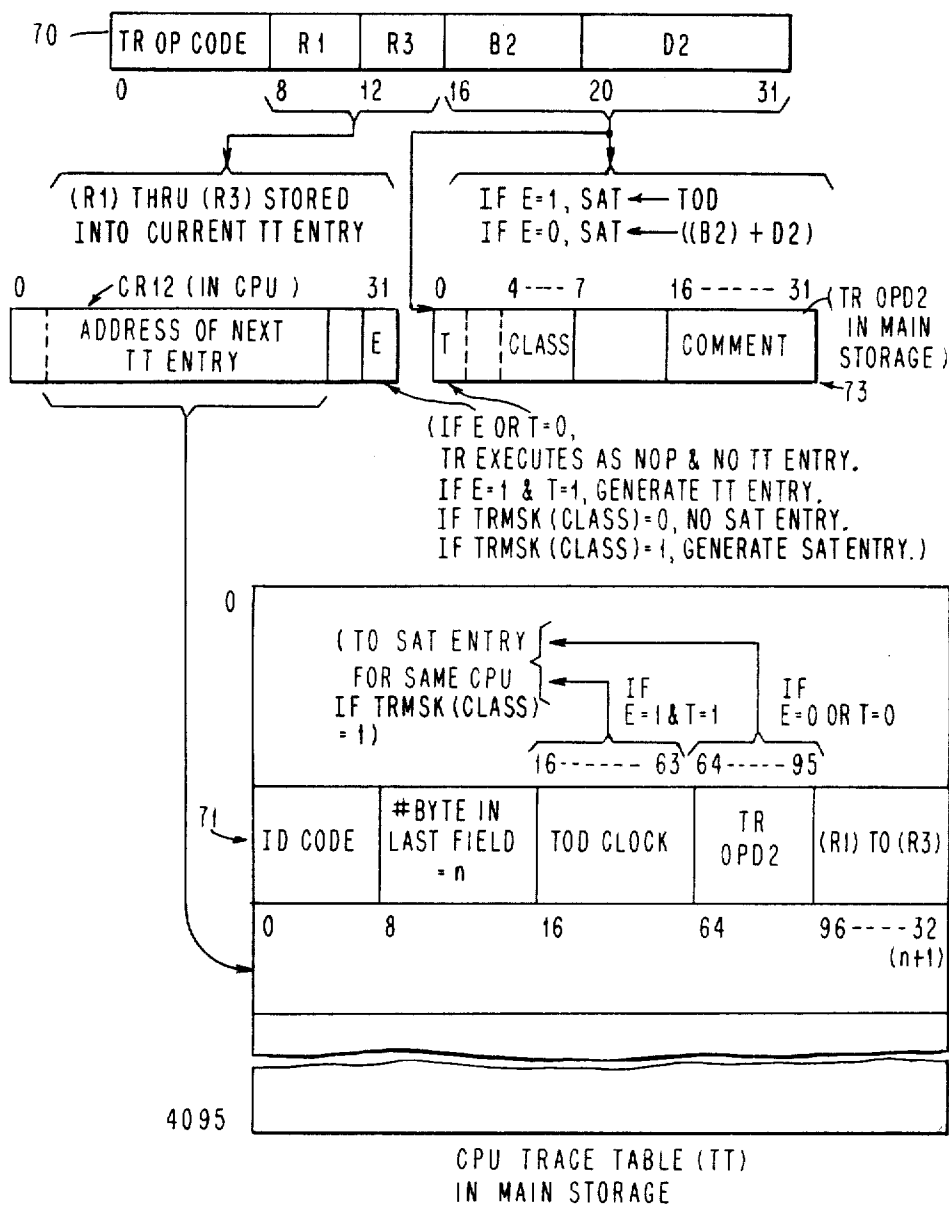 70
TR OP CODE R1 R3 B2 D2
0 8 12 16 20 31
(R1) THRU (R3) STORED
INTO CURRENT TT ENTRY
IF E=1, SAT ← TOD
IF E=0, SAT ← ((B2) + D2)
0 CR12 (IN CPU) 31
0 4----7 16-----31
ADDRESS OF NEXT
TT ENTRY
E
T CLASS COMMENT
(TR OPD2
IN MAIN
STORAGE)
73
(IF E OR T=0,
TR EXECUTES AS NOP & NO TT ENTRY.
IF E=1 & T=1, GENERATE TT ENTRY.
IF TRMSK (CLASS)=0, NO SAT ENTRY.
IF TRMSK (CLASS)=1, GENERATE SAT ENTRY.)
0
(TO SAT ENTRY
FOR SAME CPU
IF TRMSK (CLASS)
= 1)
IF
E=1 & T=1
IF
E=0 OR T=0
16------63 64-----95
71
ID CODE
#BYTE IN
LAST FIELD
= n
TOD CLOCK
TR
OPD2
(R1) TO (R3)
0 8 16 64 96----32
(n+1)
4095
CPU TRACE TABLE (TT)
IN MAIN STORAGE